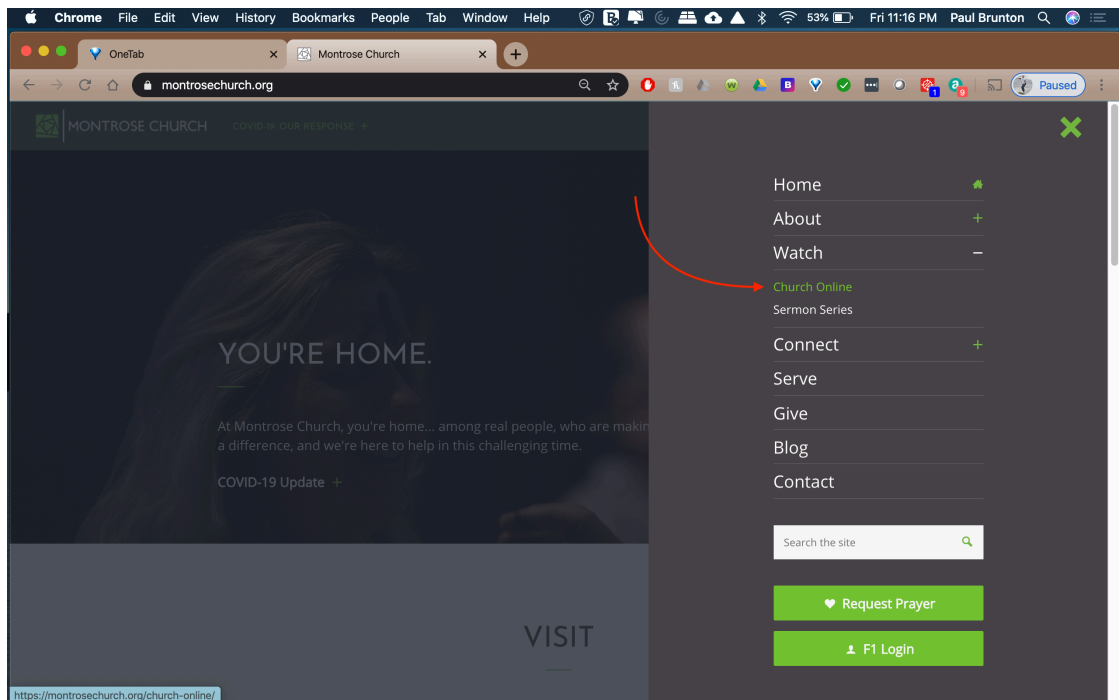 Chrome File Edit View History Bookmarks People Tab Window Help 53% Fri 11:16 PM Paul Brunton
OneTab × Montrose Church × +
montrosechurch.org Paused
MONTROSE CHURCH COVID-19: OUR RESPONSE +
Home
About +
Watch –
Church Online
Sermon Series
Connect +
Serve
Give
Blog
Contact
Search the site
Request Prayer
F1 Login
YOU'RE HOME.
At Montrose Church, you're home... among real people, who are makin
a difference, and we're here to help in this challenging time.
COVID-19 Update +
VISIT
https://montrosechurch.org/church-online/